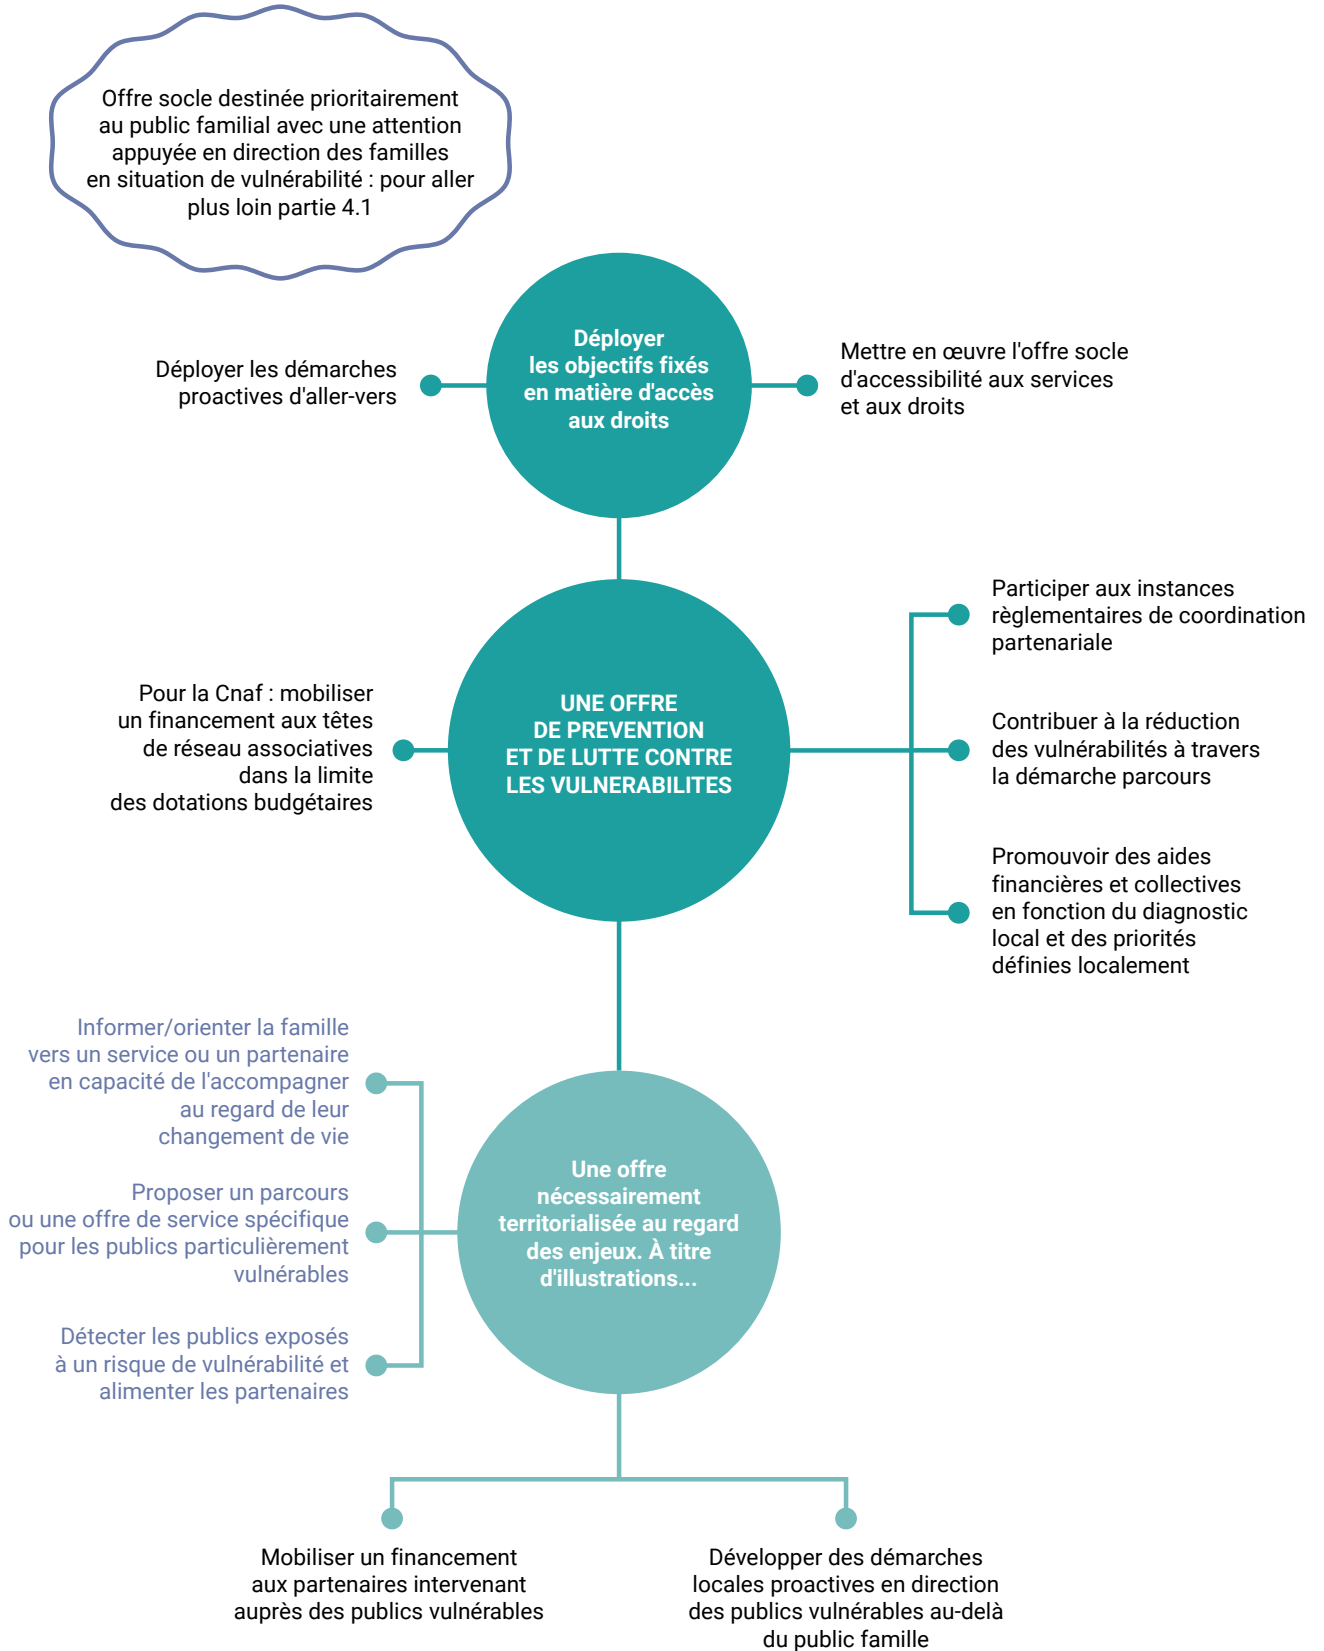 Offre socle destinée prioritairement
au public familial avec une attention
appuyée en direction des familles
en situation de vulnérabilité : pour aller
plus loin partie 4.1
Déployer
les objectifs fixés
en matière d'accès
aux droits
Déployer les démarches
proactives d'aller-vers
Mettre en œuvre l'offre socle
d'accessibilité aux services
et aux droits
UNE OFFRE
DE PREVENTION
ET DE LUTTE CONTRE
LES VULNERABILITES
Pour la Cnaf : mobiliser
un financement aux têtes
de réseau associatives
dans la limite
des dotations budgétaires
Participer aux instances
règlementaires de coordination
partenariale
Contribuer à la réduction
des vulnérabilités à travers
la démarche parcours
Promouvoir des aides
financières et collectives
en fonction du diagnostic
local et des priorités
définies localement
Informer/orienter la famille
vers un service ou un partenaire
en capacité de l'accompagner
au regard de leur
changement de vie
Proposer un parcours
ou une offre de service spécifique
pour les publics particulièrement
vulnérables
Détecter les publics exposés
à un risque de vulnérabilité et
alimenter les partenaires
Une offre
nécessairement
territorialisée au regard
des enjeux. À titre
d'illustrations...
Mobiliser un financement
aux partenaires intervenant
auprès des publics vulnérables
Développer des démarches
locales proactives en direction
des publics vulnérables au-delà
du public famille